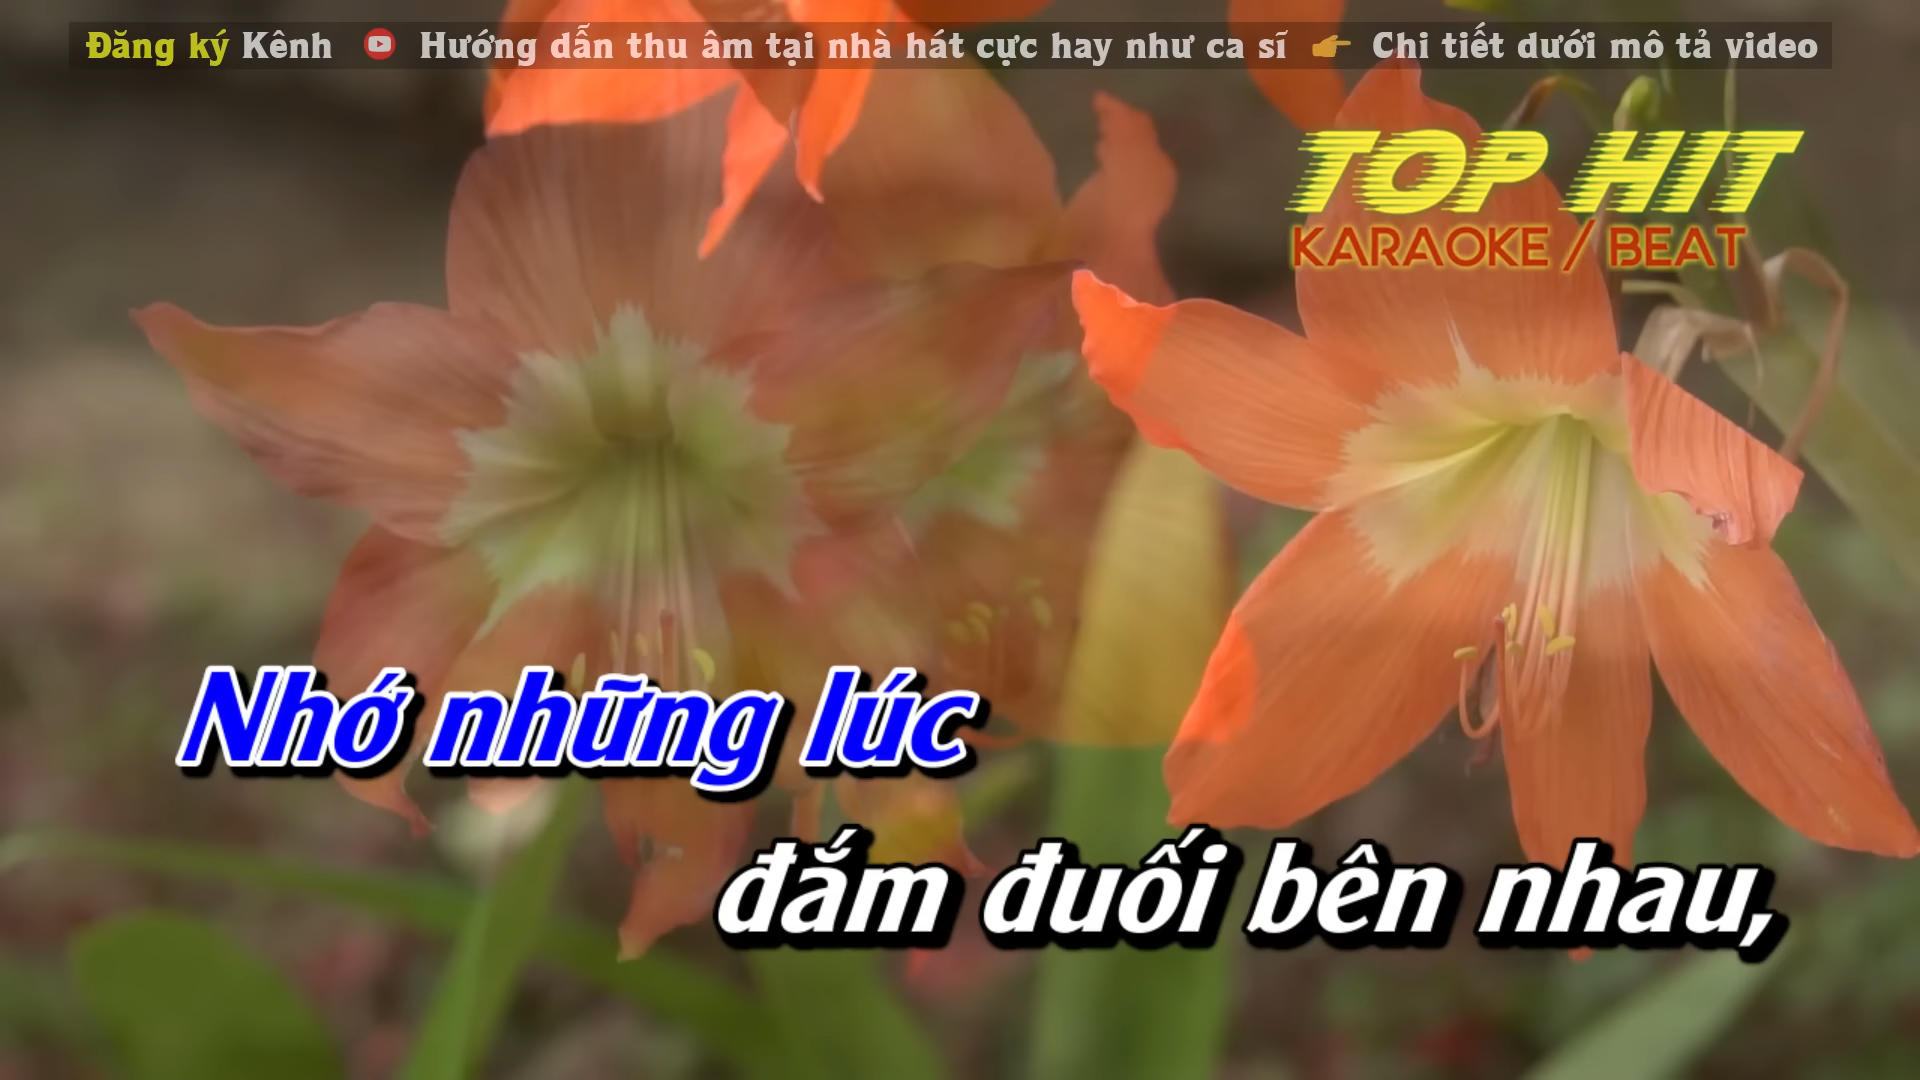 Đăng ký Kênh Hướng dẫn thu âm tại nhà hát cực hay như ca sĩ Chi tiết dưới mô tả video
TOP HIT
KARAOKE / BEAT
Nhớ những lúc
đắm đuối bên nhau,